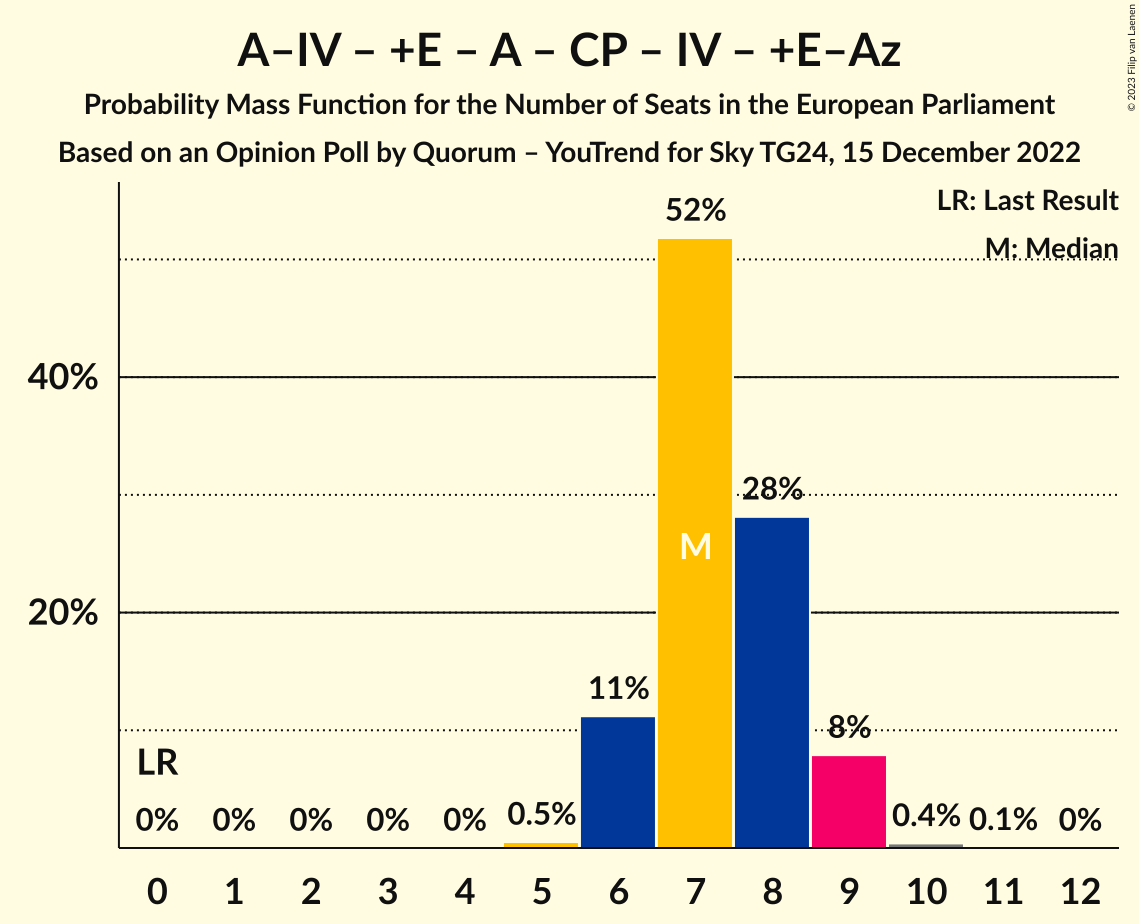 A–IV – +E – A – CP – IV – +E–Az
Probability Mass Function for the Number of Seats in the European Parliament
Based on an Opinion Poll by Quorum – YouTrend for Sky TG24, 15 December 2022
© 2023 Filip van Laenen
LR: Last Result
M: Median
52%
40%
28%
M
20%
11%
8%
LR
0% 0% 0% 0% 0% 0.5% 0.4% 0.1% 0%
0 1 2 3 4 5 6 7 8 9 10 11 12